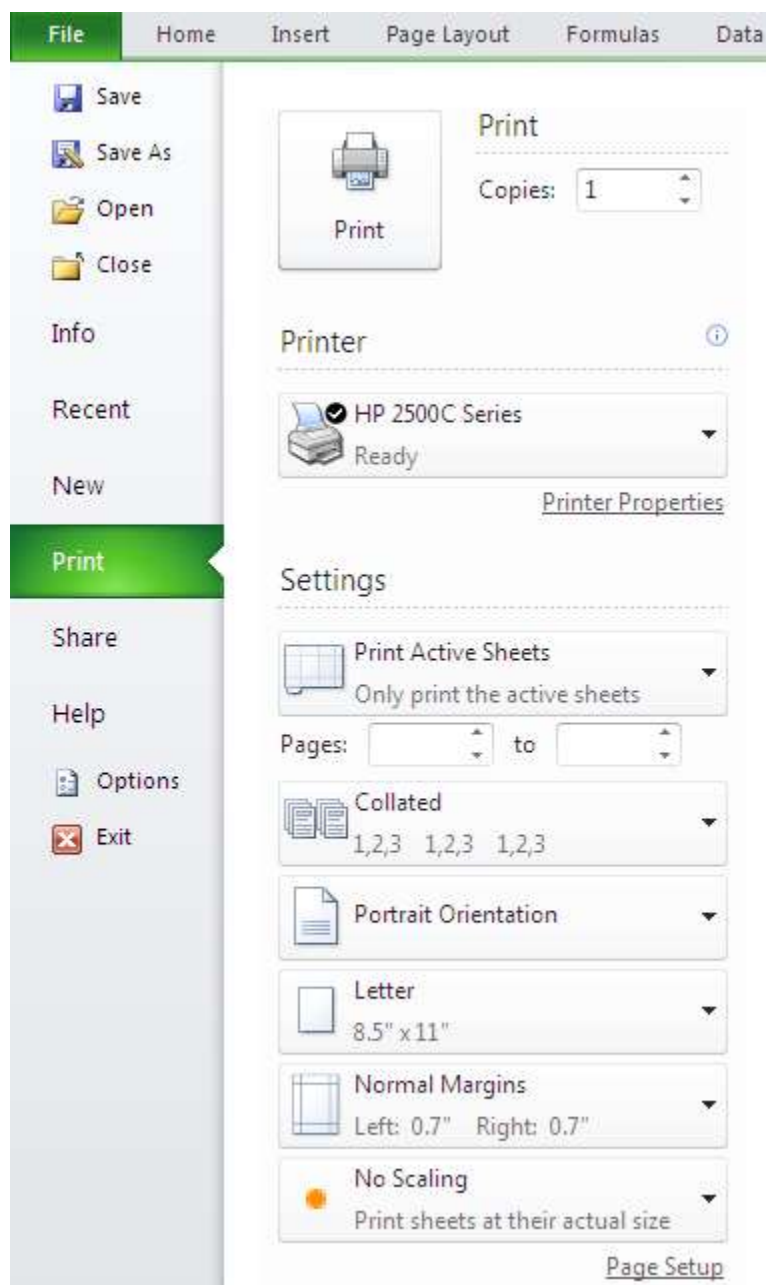 File Home Insert Page Layout Formulas Data
Save
Save As
Open
Close
Info
Recent
New
Print
Share
Help
Options
Exit
Print
Print
Copies: 1
Printer
HP 2500C Series
Ready
Printer Properties
Settings
Print Active Sheets
Only print the active sheets
Pages: to
Collated
1,2,3 1,2,3 1,2,3
Portrait Orientation
Letter
8.5" x 11"
Normal Margins
Left: 0.7" Right: 0.7"
No Scaling
Print sheets at their actual size
Page Setup